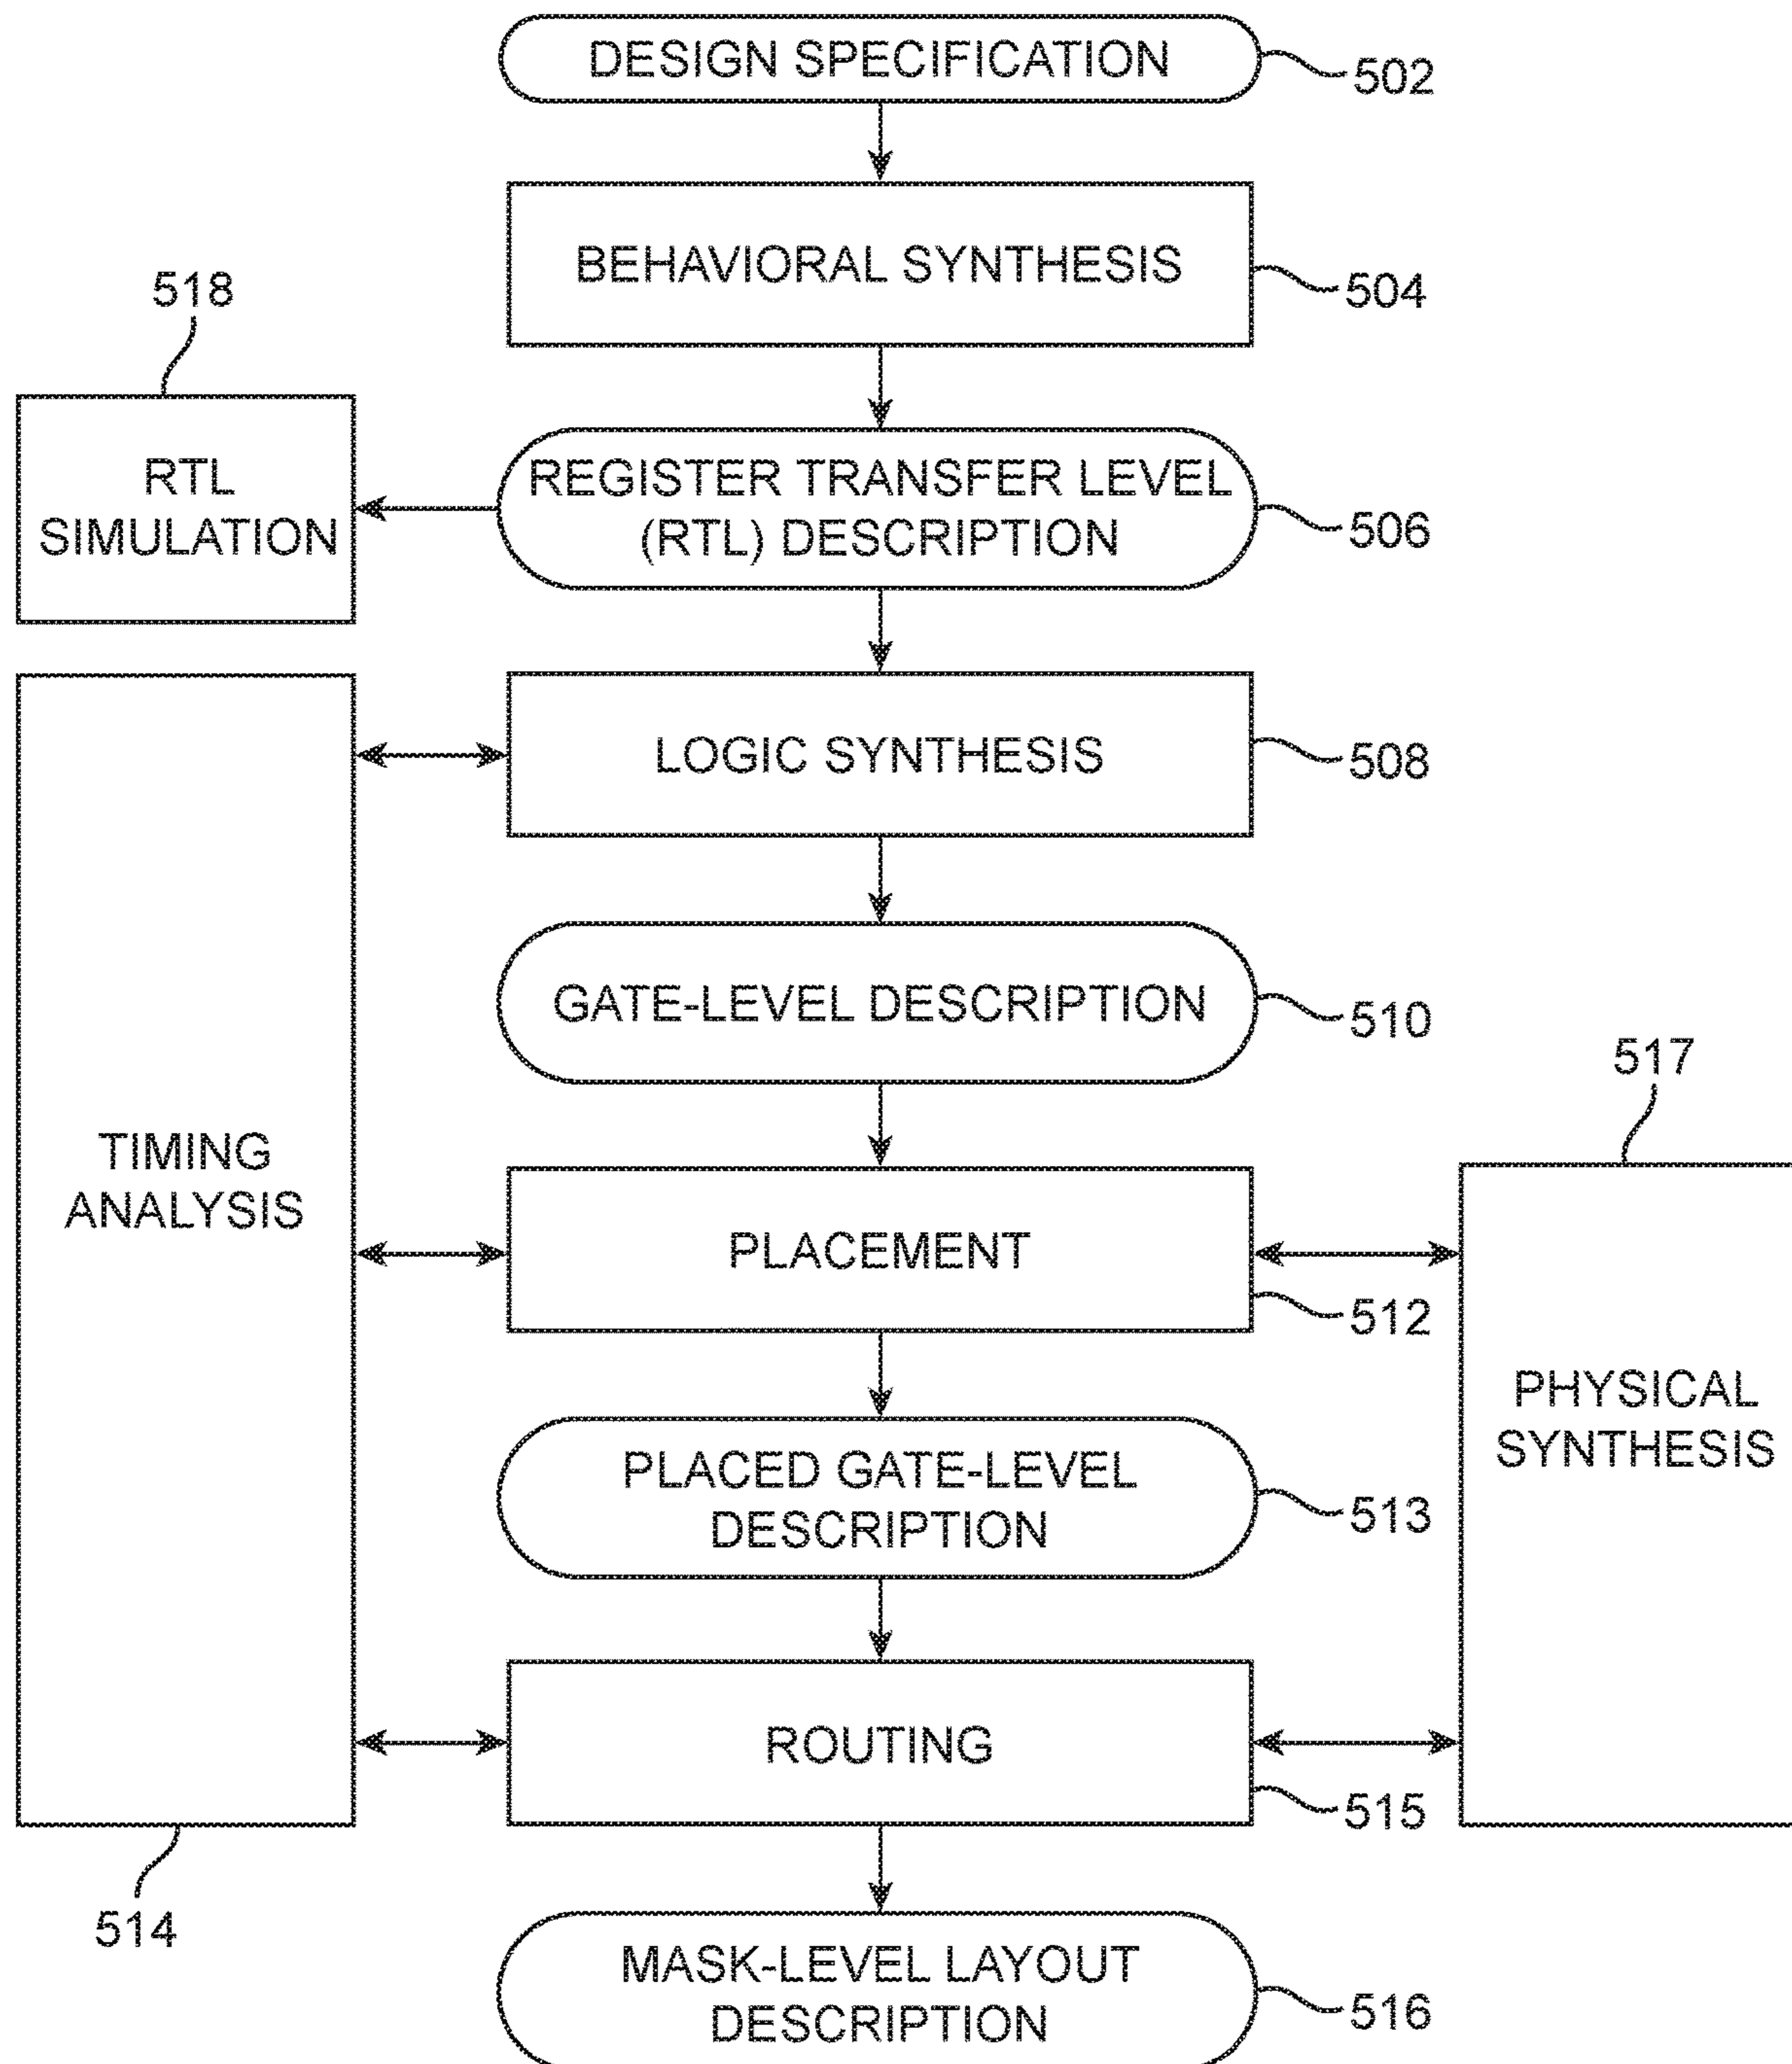 DESIGN SPECIFICATION
502
BEHAVIORAL SYNTHESIS
504
518
RTL
SIMULATION
REGISTER TRANSFER LEVEL
(RTL) DESCRIPTION
506
LOGIC SYNTHESIS
508
GATE-LEVEL DESCRIPTION
510
517
TIMING
ANALYSIS
PLACEMENT
512
PHYSICAL
SYNTHESIS
PLACED GATE-LEVEL
DESCRIPTION
513
ROUTING
515
514
MASK-LEVEL LAYOUT
DESCRIPTION
516